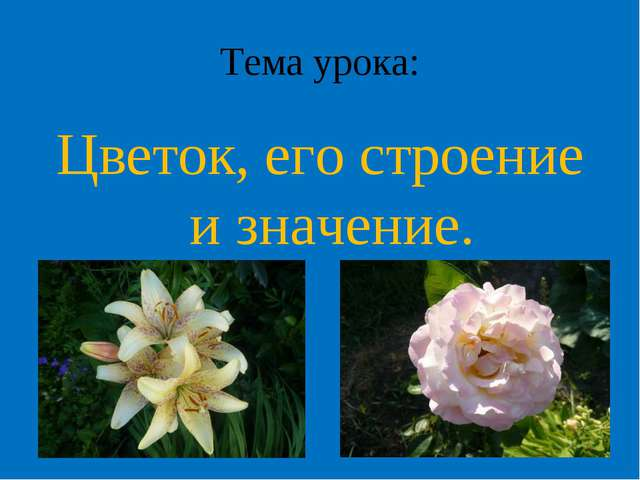 Тема урока:
Цветок, его строение
и значение.